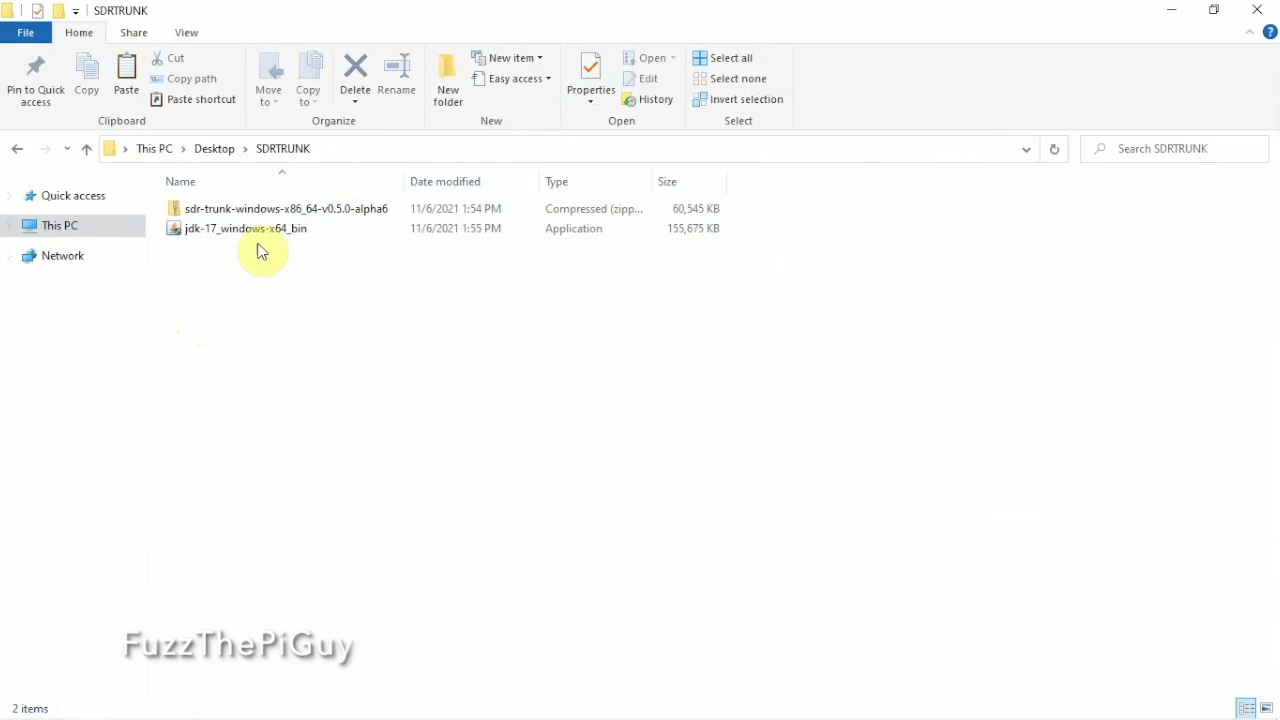 SDRTRUNK
File Home Share View
Pin to Quick access
Copy
Paste
Cut
Copy path
Paste shortcut
Clipboard
Move to
Copy to
Delete
Rename
Organize
New folder
New item
Easy access
New
Properties
Open
Edit
History
Open
Select all
Select none
Invert selection
Select
This PC > Desktop > SDRTRUNK
Search SDRTRUNK
Quick access
This PC
Network
Name Date modified Type Size
sdr-trunk-windows-x86_64-v0.5.0-alpha6 11/6/2021 1:54 PM Compressed (zipp... 60,545 KB
jdk-17_windows-x64_bin 11/6/2021 1:55 PM Application 155,675 KB
FuzzThePiGuy
2 items